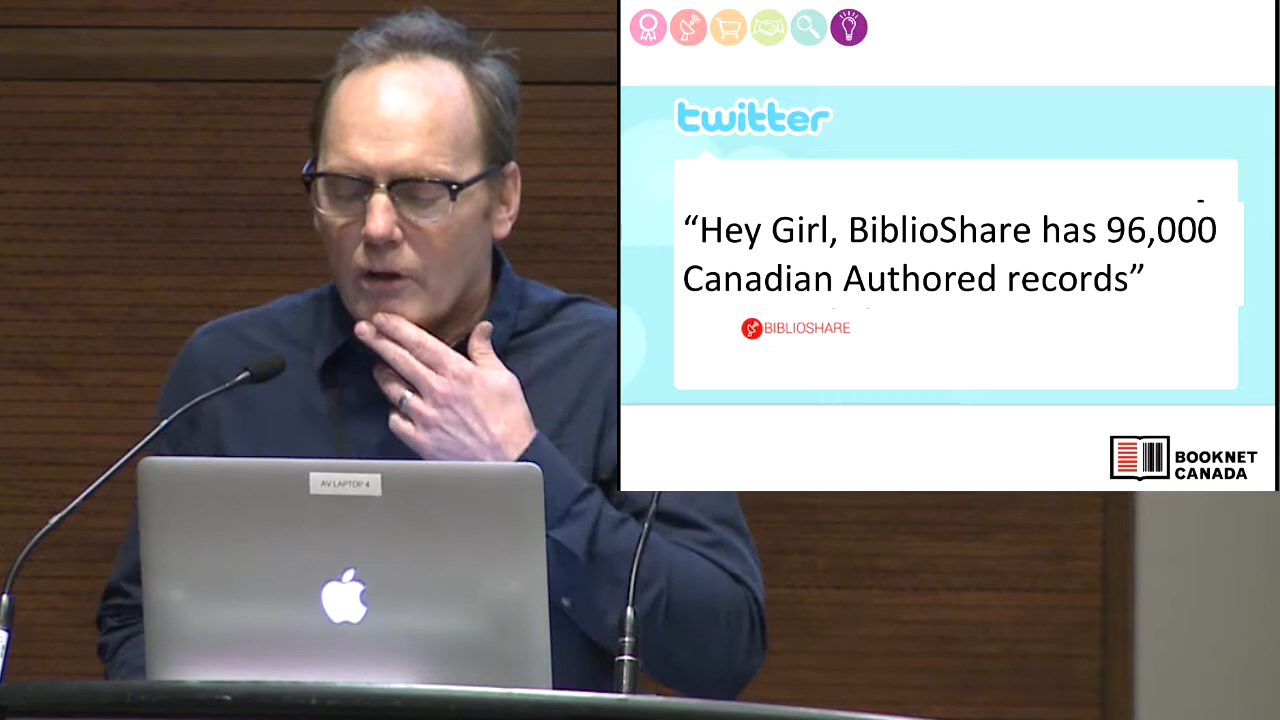 twitter
-
“Hey Girl, BiblioShare has 96,000
Canadian Authored records”
BIBLIOSHARE
BOOKNET
CANADA
AV LAPTOP 4